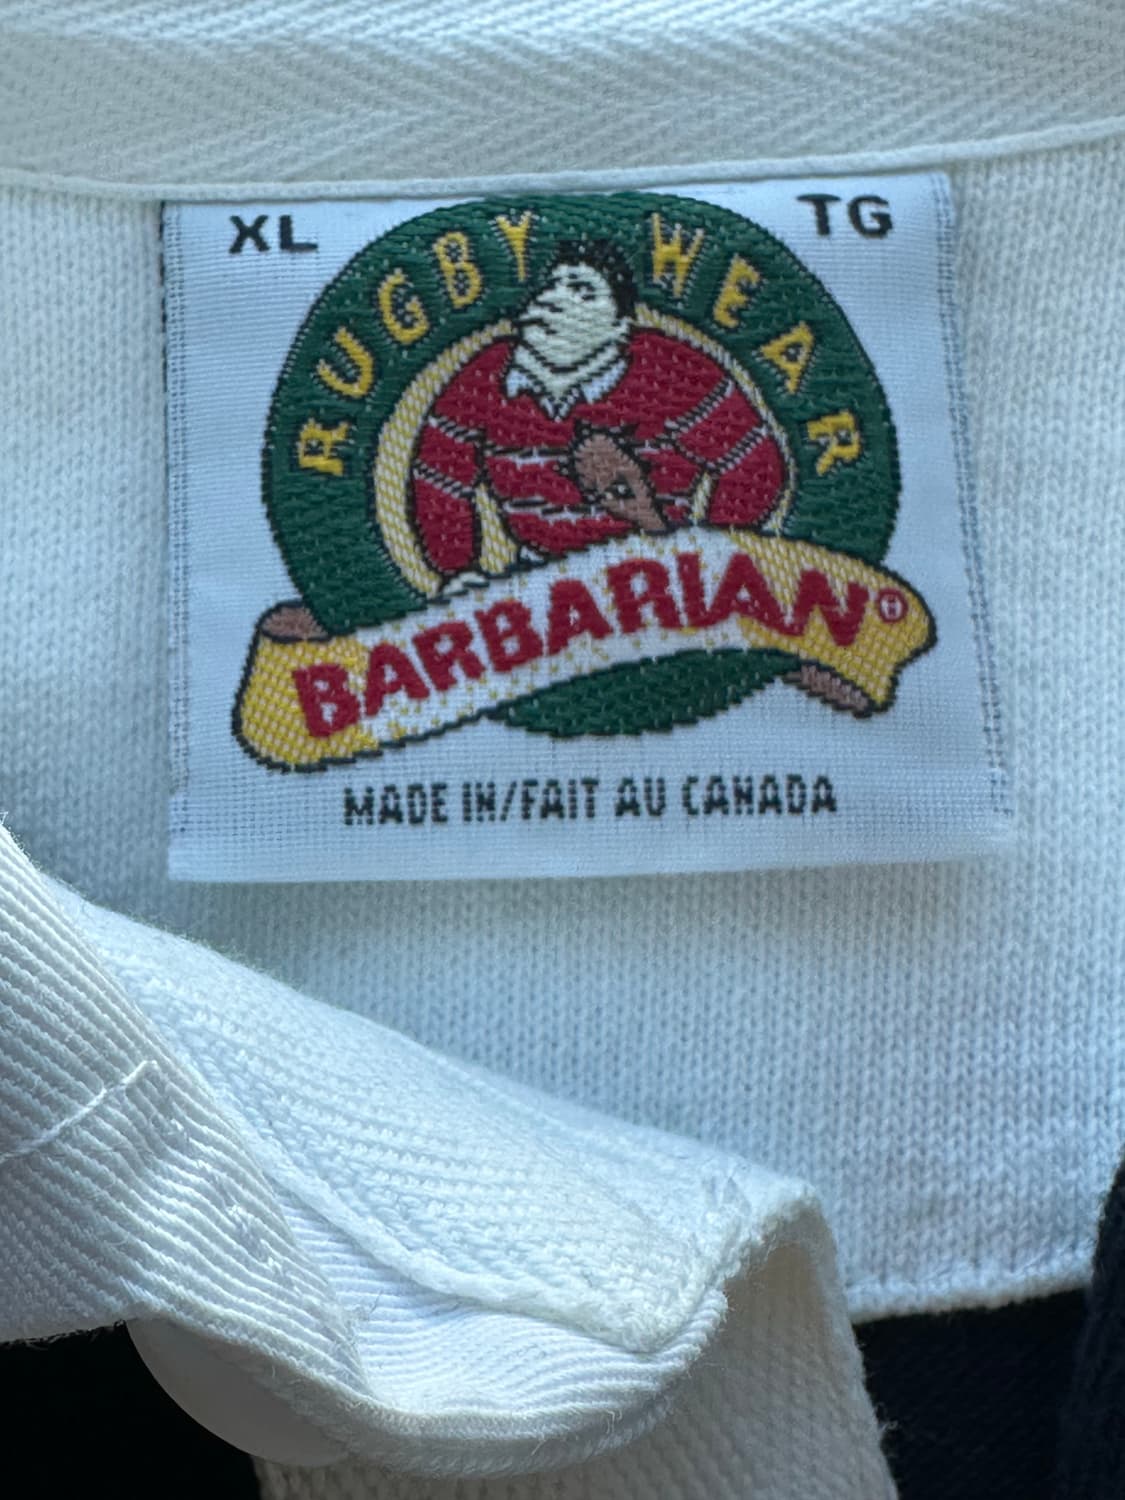 XL TG
RUGBY WEAR
BARBARIAN®
MADE IN/FAIT AU CANADA